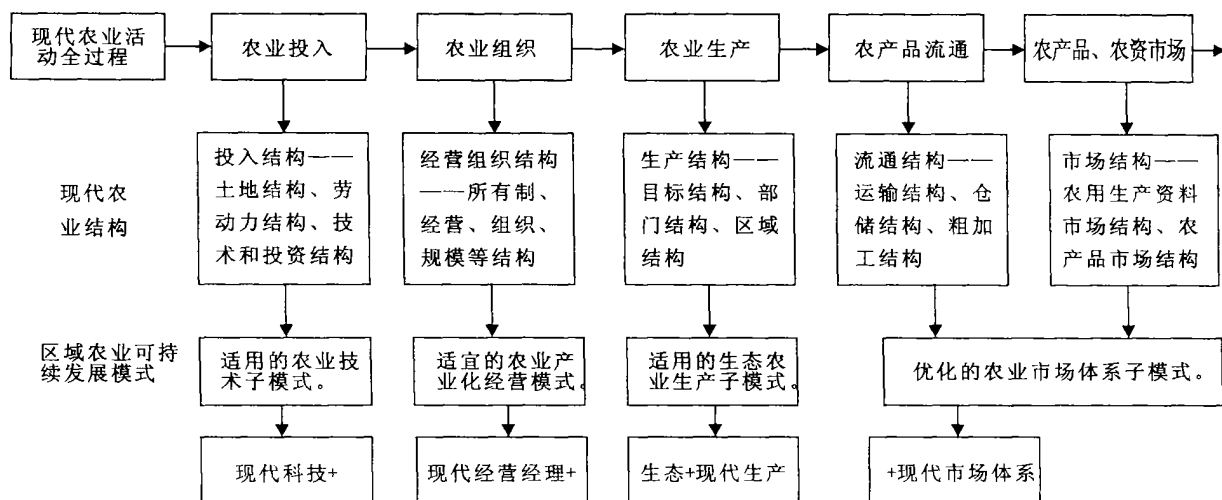 现代农业活
动全过程
农业投入
农业组织
农业生产
农产品流通
农产品、农资市场
现代农
业结构
投入结构——
土地结构、劳
动力结构、技
术和投资结构
经营组织结构
——所有制、
经营、组织、
规模等结构
生产结构——
目标结构、部
门结构、区域
结构
流通结构——
运输结构、仓
储结构、粗加
工结构
市场结构——
农用生产资料
市场结构、农
产品市场结构
区域农业可持
续发展模式
适用的农业技
术子模式。
适宜的农业产
业化经营模式。
适用的生态农
业生产子模式。
优化的农业市场体系子模式。
现代科技+
现代经营经理+
生态+现代生产
+现代市场体系